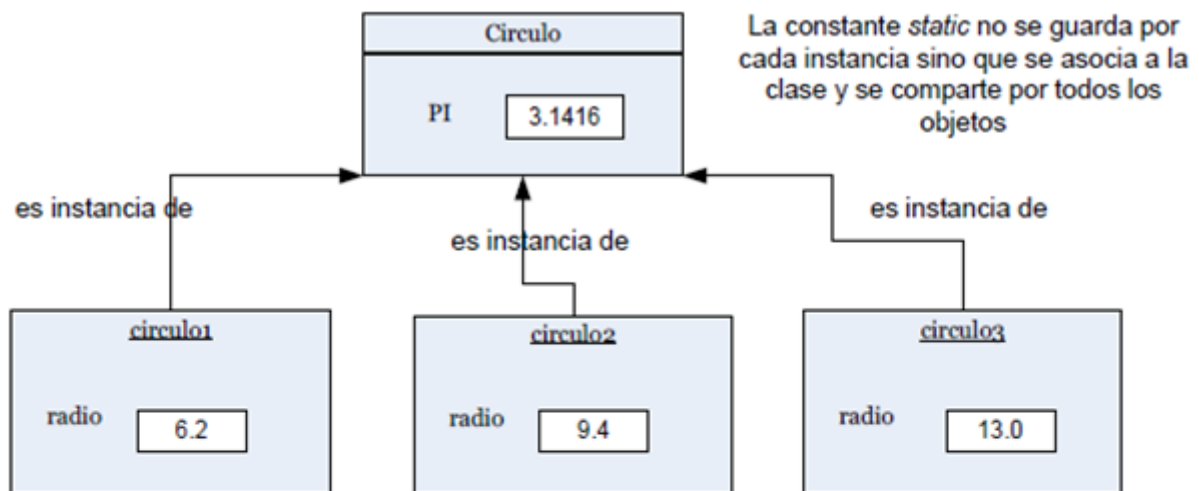 Circulo
PI
3.1416
La constante static no se guarda por
cada instancia sino que se asocia a la
clase y se comparte por todos los
objetos
es instancia de
es instancia de
es instancia de
circulo1
radio
6.2
circulo2
radio
9.4
circulo3
radio
13.0